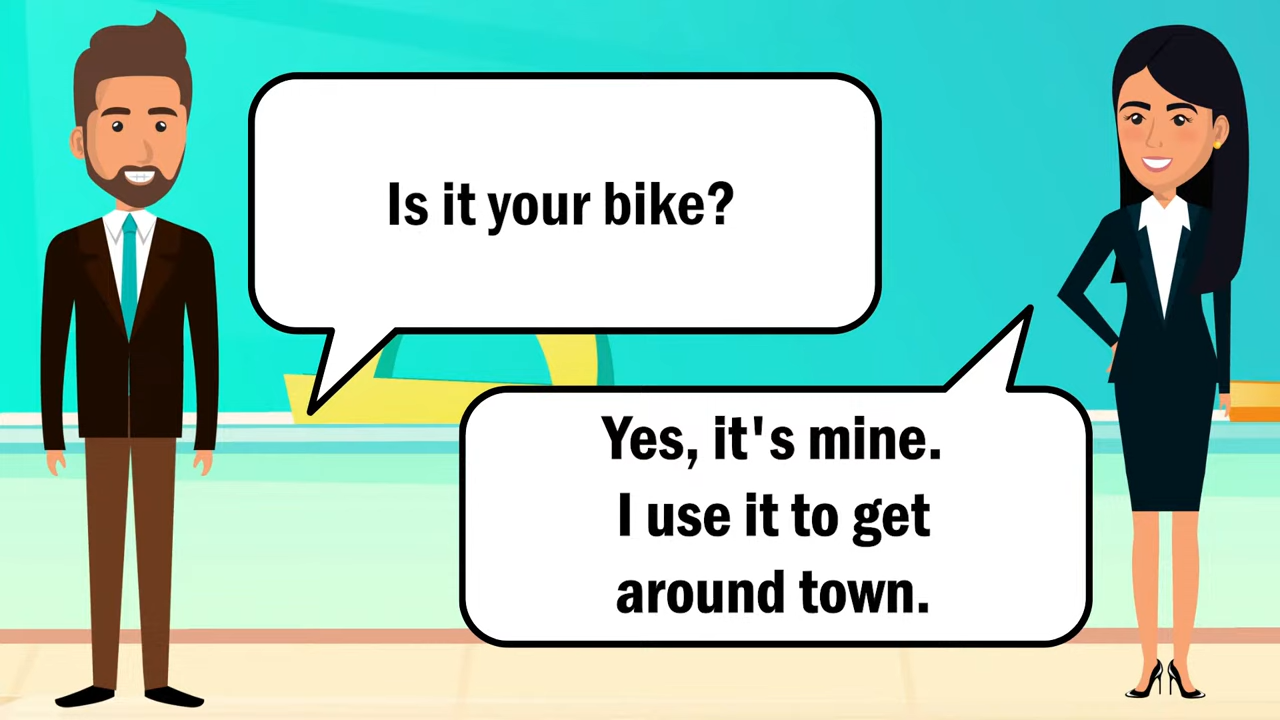 Is it your bike?
Yes, it's mine.
I use it to get
around town.